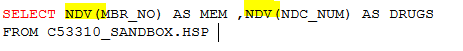 SELECT NDV(MBR_NO) AS MEM ,NDV(NDC_NUM) AS DRUGS
FROM C53310_SANDBOX.HSP